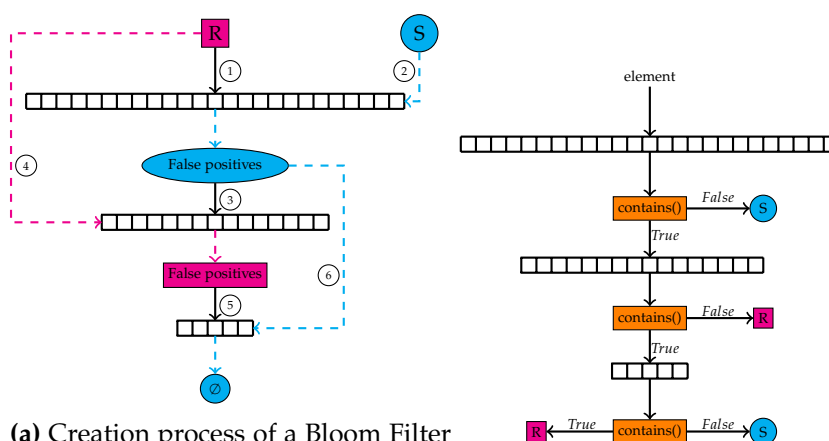 R
S
1
2
False positives
4
3
False positives
6
5
∅
(a) Creation process of a Bloom Filter
element
contains()
False
S
True
contains()
False
R
True
R
True
contains()
False
S